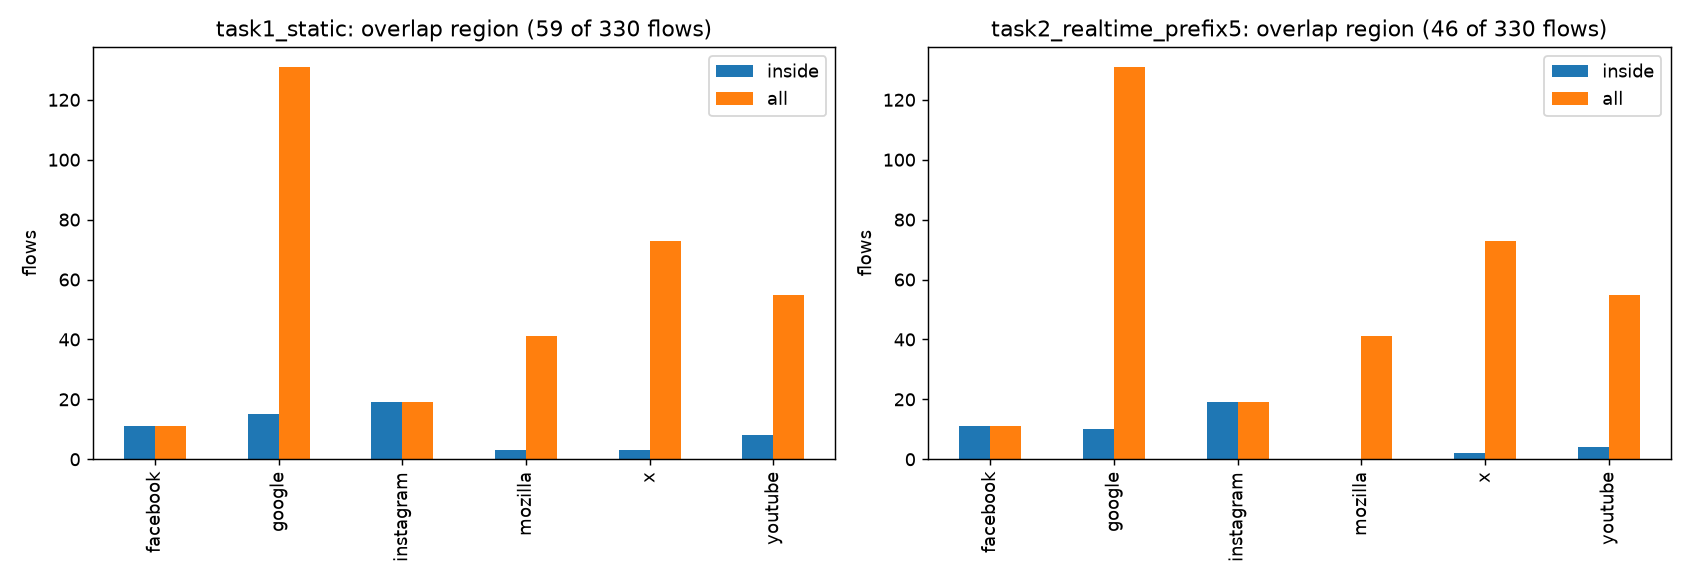 task1_static: overlap region (59 of 330 flows)
inside
all
flows
120
100
80
60
40
20
0
facebook
google
instagram
mozilla
x
youtube
task2_realtime_prefix5: overlap region (46 of 330 flows)
inside
all
flows
120
100
80
60
40
20
0
facebook
google
instagram
mozilla
x
youtube